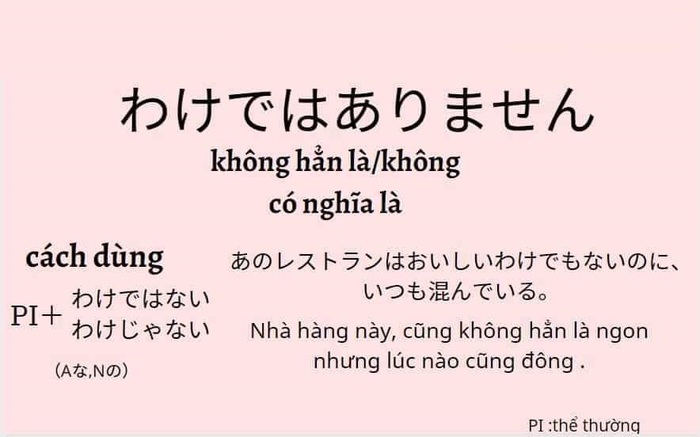 わけではありません
không hẳn là/không
có nghĩa là
cách dùng
PI＋ わけではない
わけじゃない
（Aな,Nの）
あのレストランはおいしいわけでもないのに、
いつも混んでいる。
Nhà hàng này, cũng không hẳn là ngon
nhưng lúc nào cũng đông .
PI :thể thường